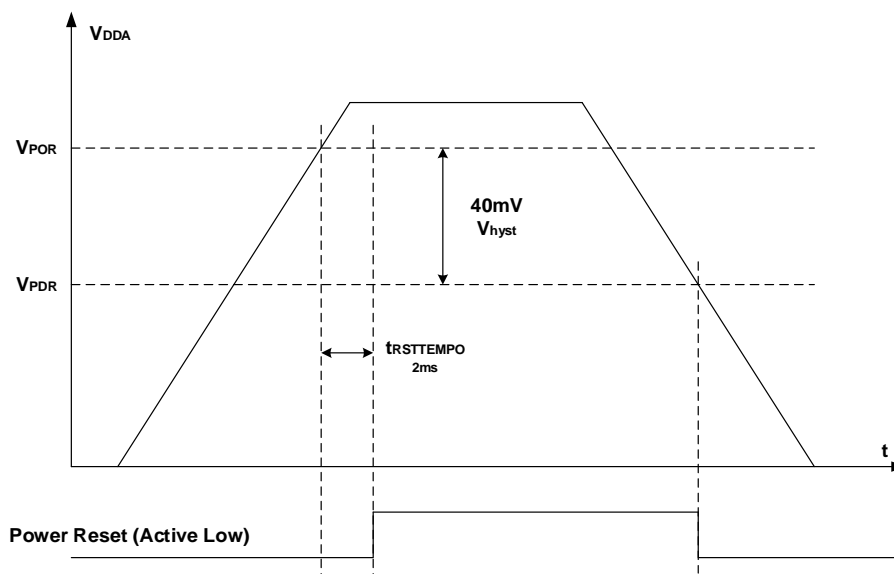 VDDA
VPOR
40mV
Vhyst
VPDR
tRSTTEMPO
2ms
t
Power Reset (Active Low)